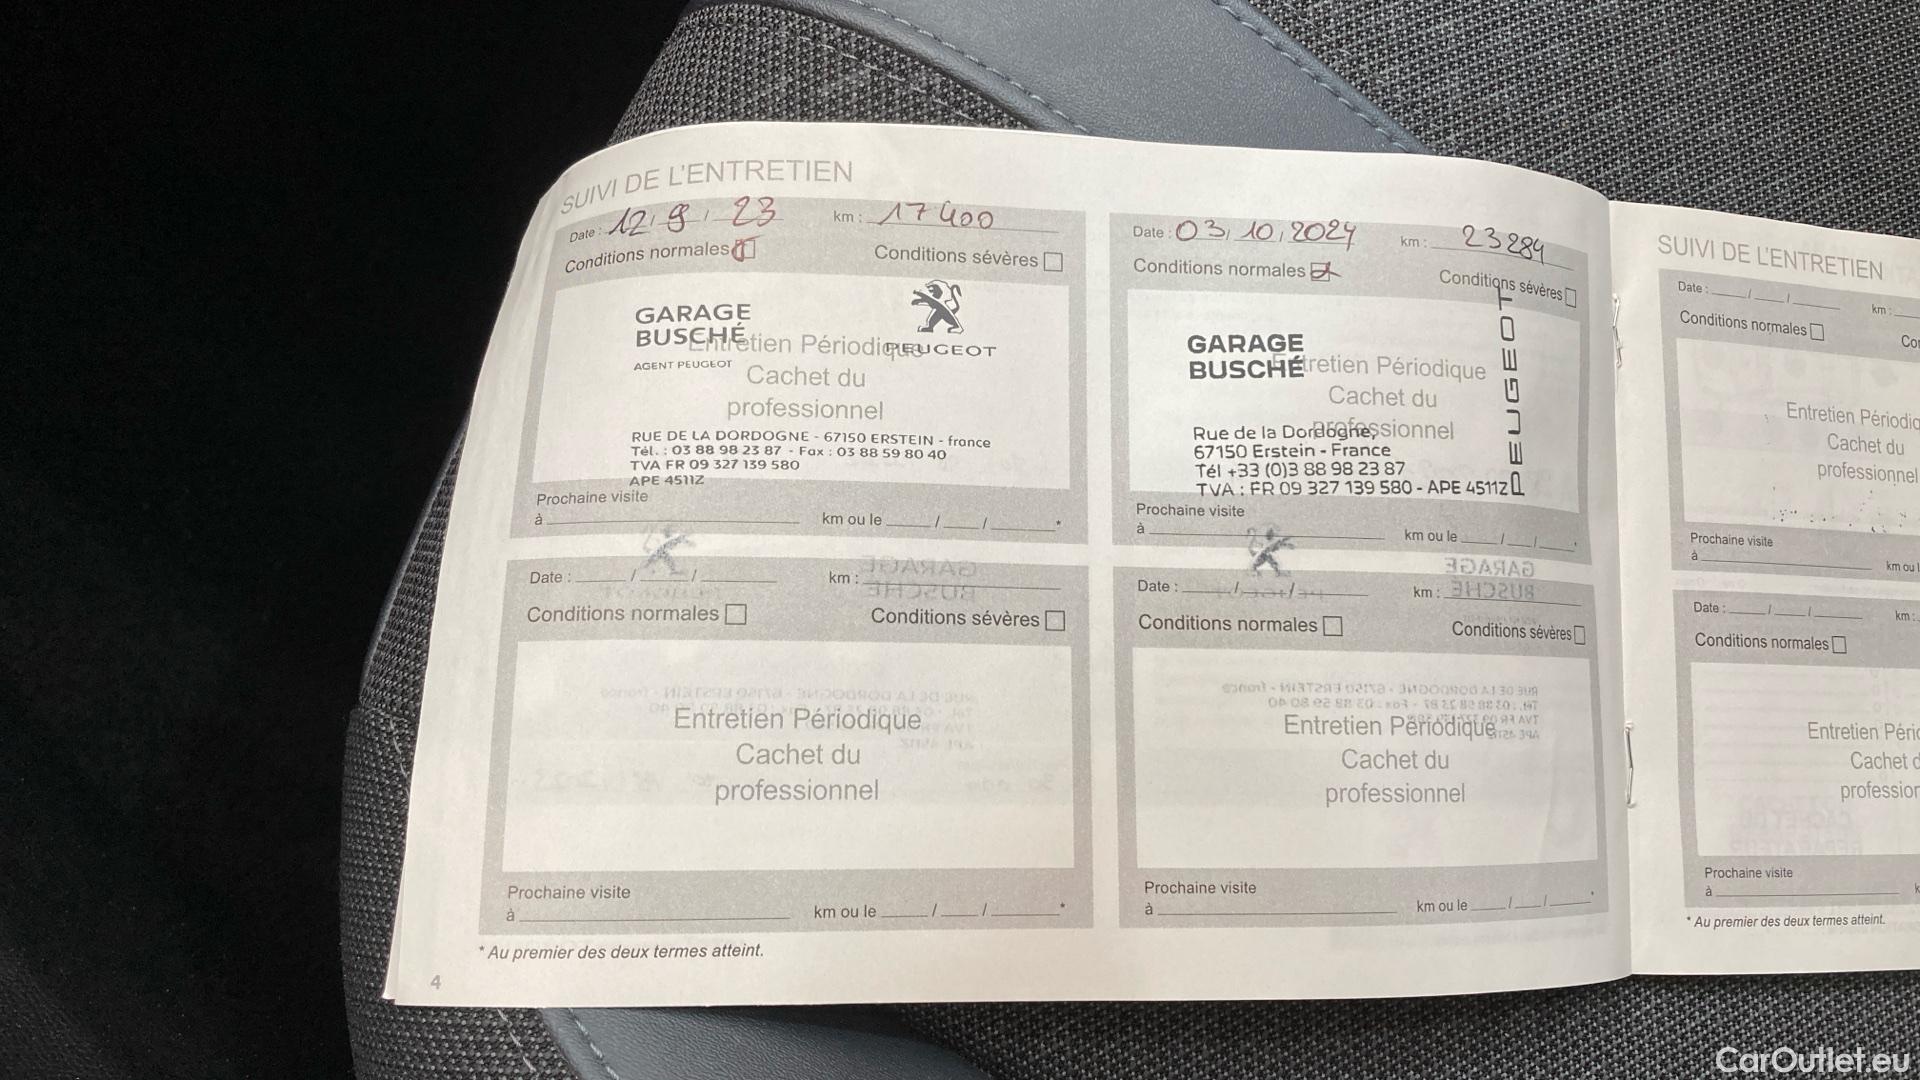 SUIVI DE L'ENTRETIEN
Date : 12 / 9 / 23 km : 17400
Conditions normales Conditions sévères
GARAGE
BUSCHÉ
AGENT PEUGEOT
PEUGEOT
Entretien Périodique
Cachet du
professionnel
RUE DE LA DORDOGNE - 67150 ERSTEIN - france
Tél. : 03 88 98 23 87 - Fax : 03 88 59 80 40
TVA FR 09 327 139 580
APE 4511Z
Prochaine visite
à km ou le / / *
Date : 03 / 10 / 2024 km : 23284
Conditions normales Conditions sévères
GARAGE
BUSCHÉ
PEUGEOT
Entretien Périodique
Cachet du
professionnel
Rue de la Dordogne,
67150 Erstein - France
Tél +33 (0)3 88 98 23 87
TVA : FR 09 327 139 580 - APE 4511Z
Prochaine visite
à km ou le / / *
Date : / / km :
Conditions normales Conditions sévères
Entretien Périodique
Cachet du
professionnel
Prochaine visite
à km ou le / / *
Date : / / km :
Conditions normales Conditions sévères
Entretien Périodique
Cachet du
professionnel
Prochaine visite
à km ou le / / *
* Au premier des deux termes atteint.
4
SUIVI DE L'ENTRETIEN
Date : / / km :
Conditions normales Co
Entretien Périodiq
Cachet du
professionnel
Prochaine visite
à km ou l
Date : / / km :
Conditions normales
Entretien Pério
Cachet d
profession
Prochaine visite
à k
* Au premier des deux termes atteint.
CarOutlet.eu